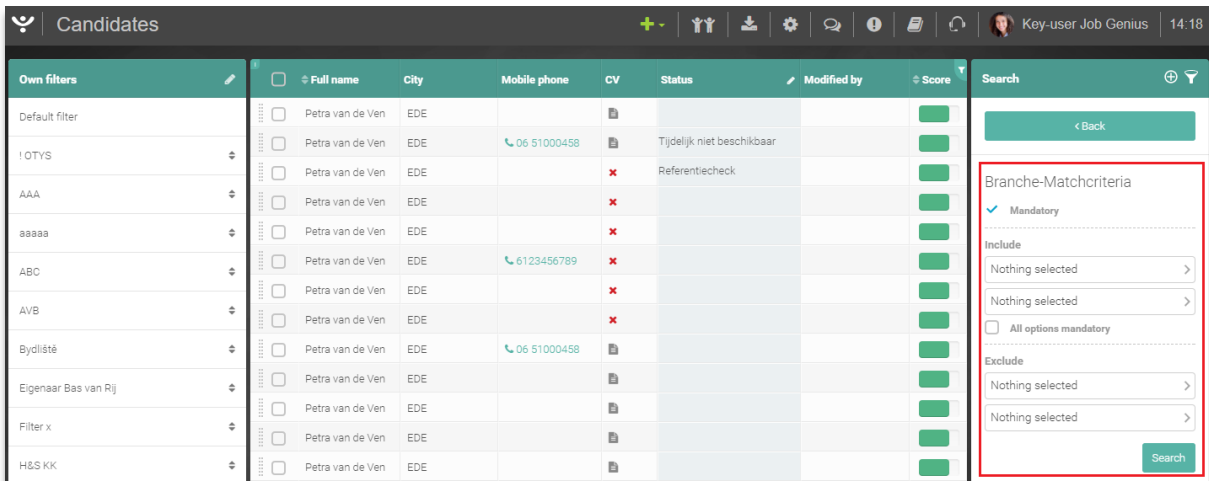 Candidates
Key-user Job Genius
14:18
Own filters
Default filter
! OTYS
AAA
aaaaa
ABC
AVB
Bydliště
Eigenaar Bas van Rij
Filter x
H&S KK
Full name City Mobile phone CV Status Modified by Score
Petra van de Ven EDE
Petra van de Ven EDE 06 51000458 Tijdelijk niet beschikbaar
Petra van de Ven EDE Referentiecheck
Petra van de Ven EDE
Petra van de Ven EDE
Petra van de Ven EDE 6123456789
Petra van de Ven EDE
Petra van de Ven EDE
Petra van de Ven EDE 06 51000458
Petra van de Ven EDE
Petra van de Ven EDE
Petra van de Ven EDE
Petra van de Ven EDE
Search
Back
Branche-Matchcriteria
Mandatory
Include
Nothing selected
Nothing selected
All options mandatory
Exclude
Nothing selected
Nothing selected
Search